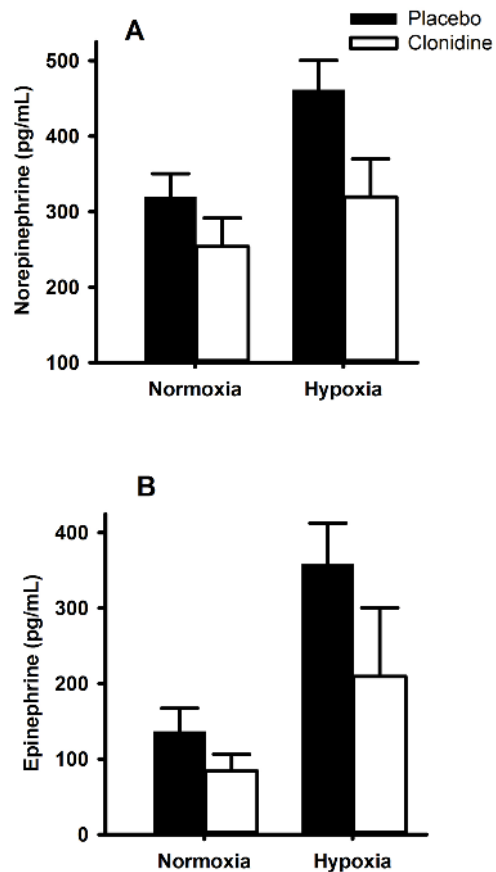 A
Placebo
Clonidine
Norepinephrine (pg/mL)
500
400
300
200
100
Normoxia Hypoxia
B
Epinephrine (pg/mL)
400
300
200
100
0
Normoxia Hypoxia